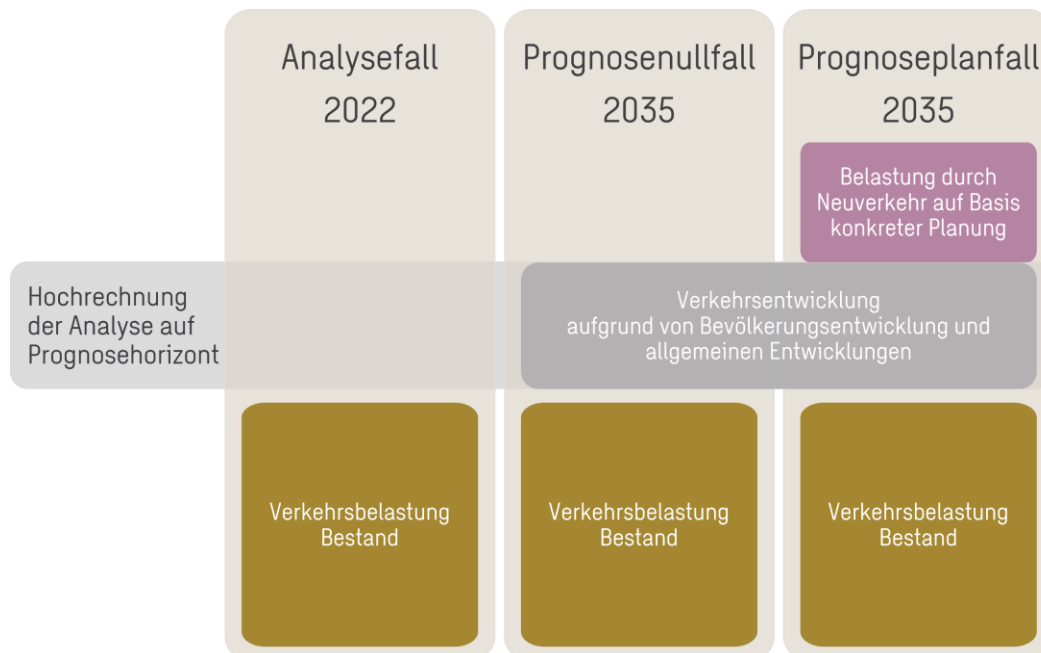 Analysefall
2022
Prognosenullfall
2035
Prognoseplanfall
2035
Belastung durch
Neuverkehr auf Basis
konkreter Planung
Hochrechnung
der Analyse auf
Prognosehorizont
Verkehrsentwicklung
aufgrund von Bevölkerungsentwicklung und
allgemeinen Entwicklungen
Verkehrsbelastung
Bestand
Verkehrsbelastung
Bestand
Verkehrsbelastung
Bestand